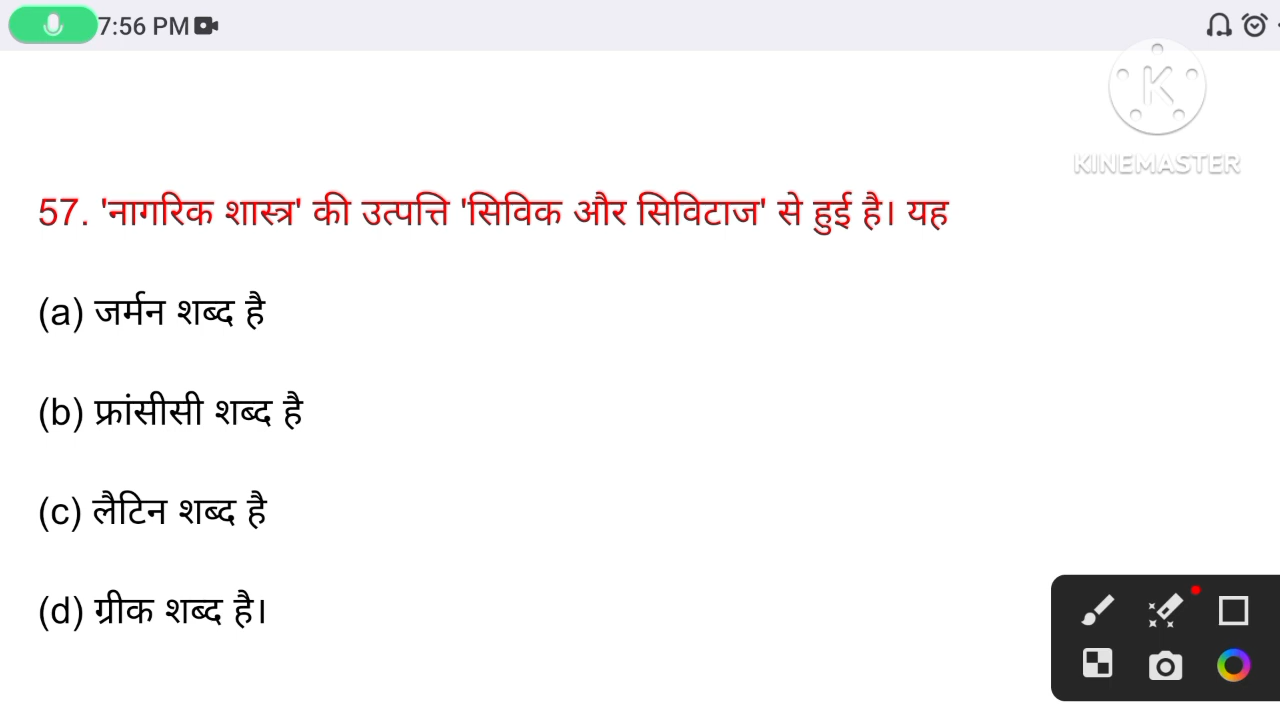 7:56 PM
KINEMASTER
57. 'नागरिक शास्त्र' की उत्पत्ति 'सिविक और सिविटाज' से हुई है। यह
(a) जर्मन शब्द है
(b) फ्रांसीसी शब्द है
(c) लैटिन शब्द है
(d) ग्रीक शब्द है।